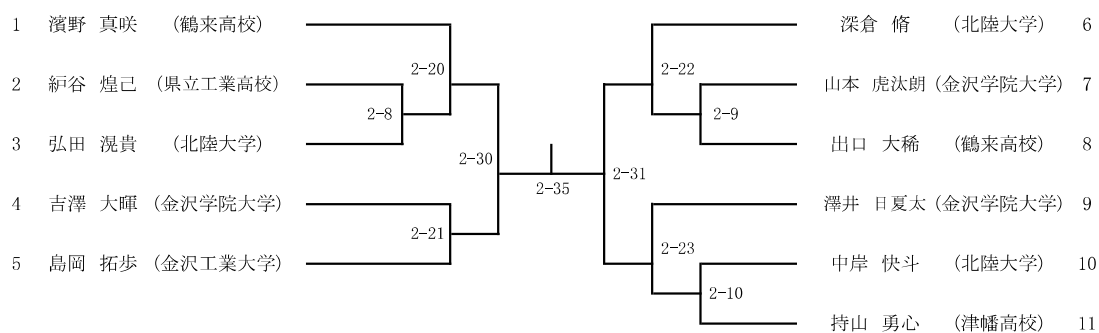 1 濱野 真咲 (鶴来高校)
2 紦谷 煌己 (県立工業高校)
3 弘田 滉貴 (北陸大学)
4 吉澤 大暉 (金沢学院大学)
5 島岡 拓歩 (金沢工業大学)
2-20
2-8
2-30
2-21
2-35
深倉 脩 (北陸大学) 6
山本 虎汰朗 (金沢学院大学) 7
出口 大稀 (鶴来高校) 8
澤井 日夏太 (金沢学院大学) 9
中岸 快斗 (北陸大学) 10
持山 勇心 (津幡高校) 11
2-22
2-9
2-31
2-23
2-10